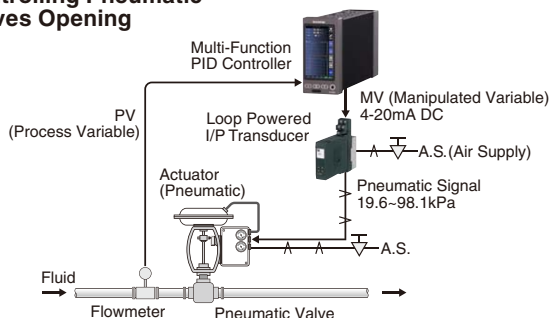 trolling Pneumatic
ves Opening
Multi-Function
PID Controller
PV
(Process Variable)
MV (Manipulated Variable)
4-20mA DC
Loop Powered
I/P Transducer
A.S.(Air Supply)
Actuator
(Pneumatic)
Pneumatic Signal
19.6~98.1kPa
A.S.
Fluid
Flowmeter
Pneumatic Valve